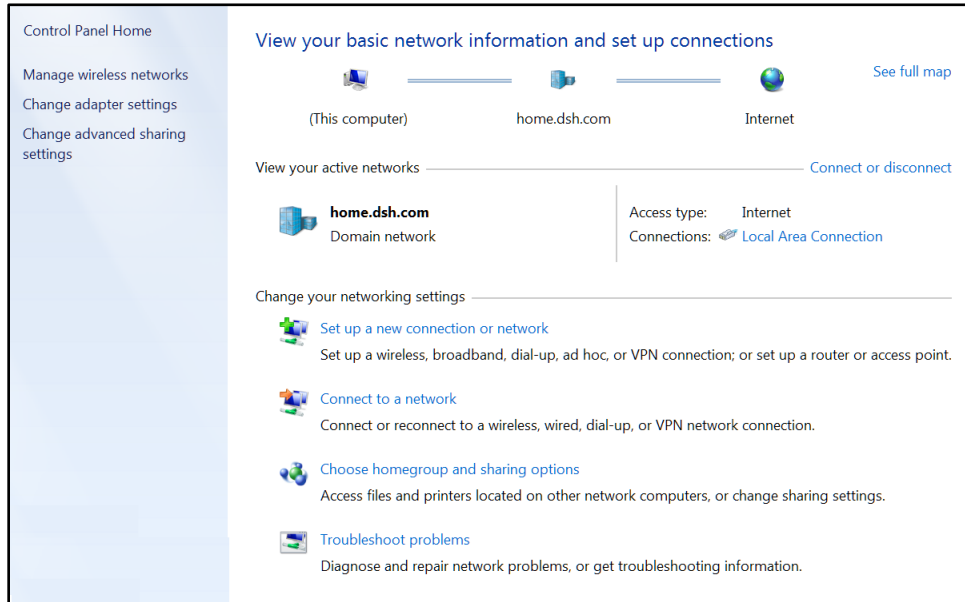 Control Panel Home
Manage wireless networks
Change adapter settings
Change advanced sharing
settings
View your basic network information and set up connections
See full map
(This computer)
home.dsh.com
Internet
View your active networks
Connect or disconnect
home.dsh.com
Domain network
Access type: Internet
Connections: Local Area Connection
Change your networking settings
Set up a new connection or network
Set up a wireless, broadband, dial-up, ad hoc, or VPN connection; or set up a router or access point.
Connect to a network
Connect or reconnect to a wireless, wired, dial-up, or VPN network connection.
Choose homegroup and sharing options
Access files and printers located on other network computers, or change sharing settings.
Troubleshoot problems
Diagnose and repair network problems, or get troubleshooting information.